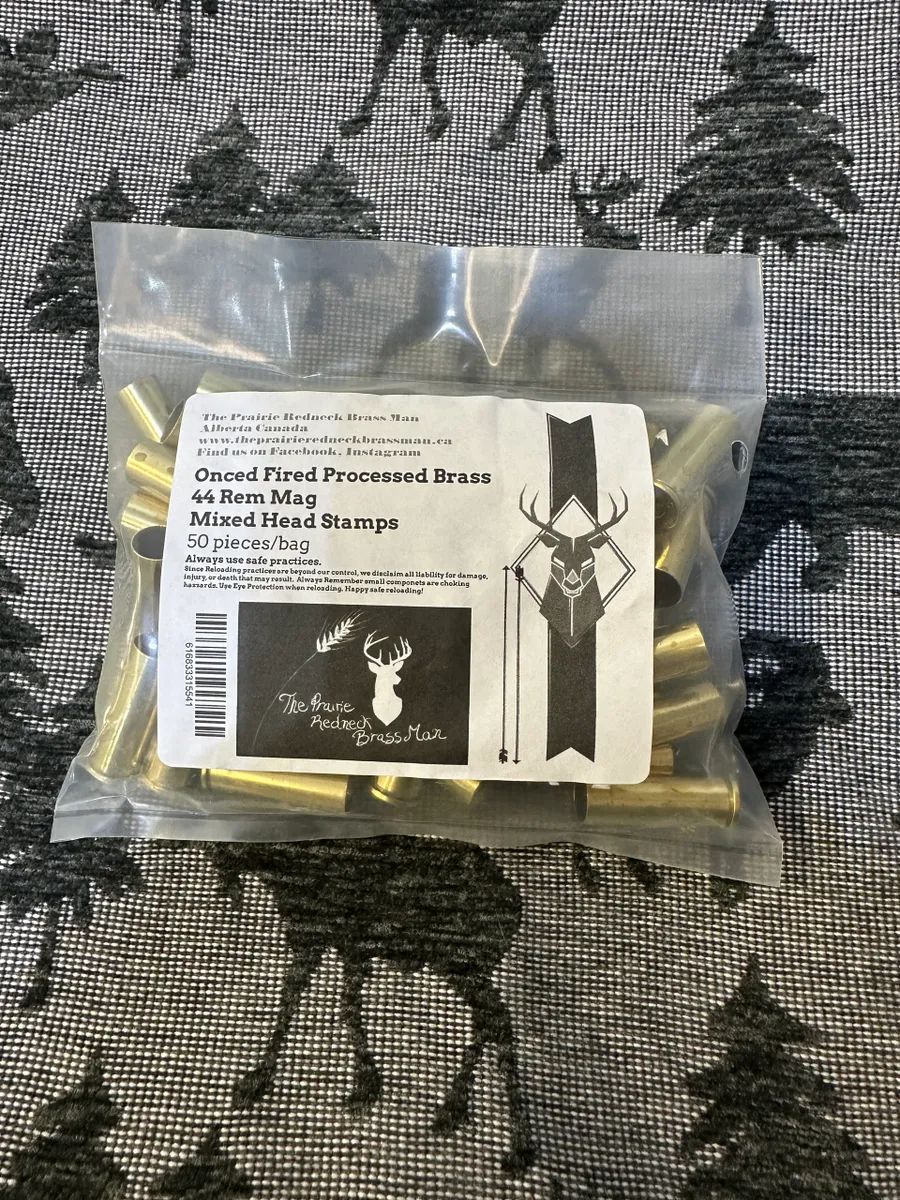 The Prairie Redneck Brass Man
Alberta Canada
www.theprairieredneckbrassman.ca
Find us on Facebook, Instagram
Onced Fired Processed Brass
44 Rem Mag
Mixed Head Stamps
50 pieces/bag
Always use safe practices.
Since Reloading practices are beyond our control, we disclaim all liability for damage,
injury, or death that may result. Always Remember small componets are choking
harzards. Use Eye Protection when reloading. Happy safe reloading!
616833315541
The Prairie
Redneck
Brass Man